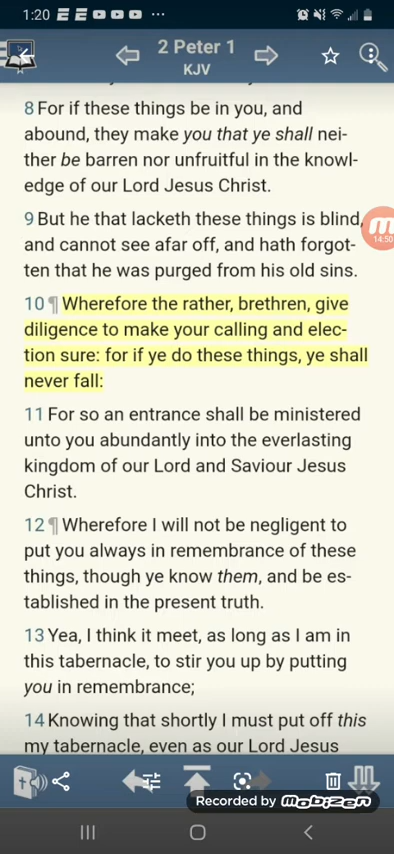 1:20
2 Peter 1
KJV
8 For if these things be in you, and
abound, they make you that ye shall nei-
ther be barren nor unfruitful in the knowl-
edge of our Lord Jesus Christ.
9 But he that lacketh these things is blind,
and cannot see afar off, and hath forgot-
ten that he was purged from his old sins.
14:50
10 ¶ Wherefore the rather, brethren, give
diligence to make your calling and elec-
tion sure: for if ye do these things, ye shall
never fall:
11 For so an entrance shall be ministered
unto you abundantly into the everlasting
kingdom of our Lord and Saviour Jesus
Christ.
12 ¶ Wherefore I will not be negligent to
put you always in remembrance of these
things, though ye know them, and be es-
tablished in the present truth.
13 Yea, I think it meet, as long as I am in
this tabernacle, to stir you up by putting
you in remembrance;
14 Knowing that shortly I must put off this
my tabernacle, even as our Lord Jesus
Recorded by mobizen